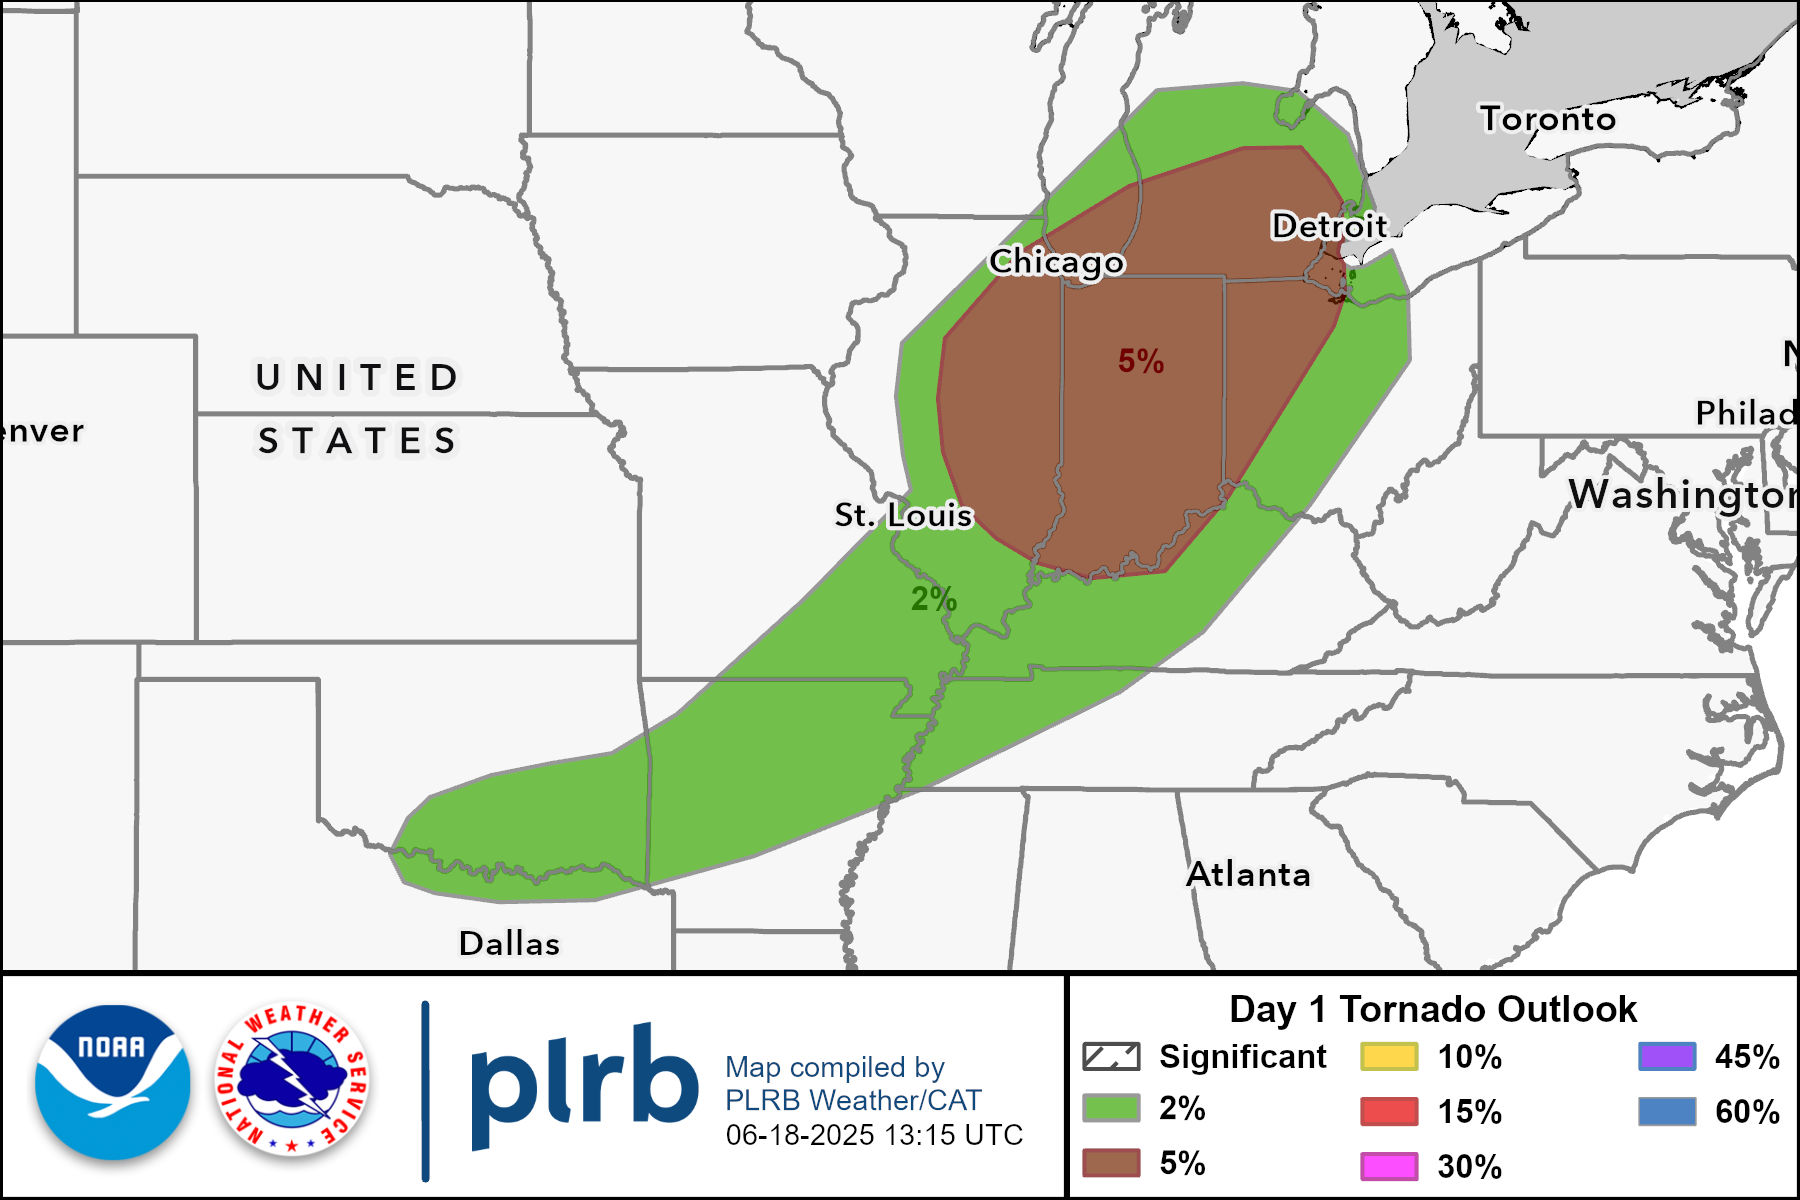 Toronto
Detroit
Chicago
5%
UNITED
STATES
enver
N
Philad
Washington
St. Louis
2%
Atlanta
Dallas
NOAA
NATIONAL WEATHER SERVICE
plrb
Map compiled by
PLRB Weather/CAT
06-18-2025 13:15 UTC
Day 1 Tornado Outlook
Significant
2%
5%
10%
15%
30%
45%
60%